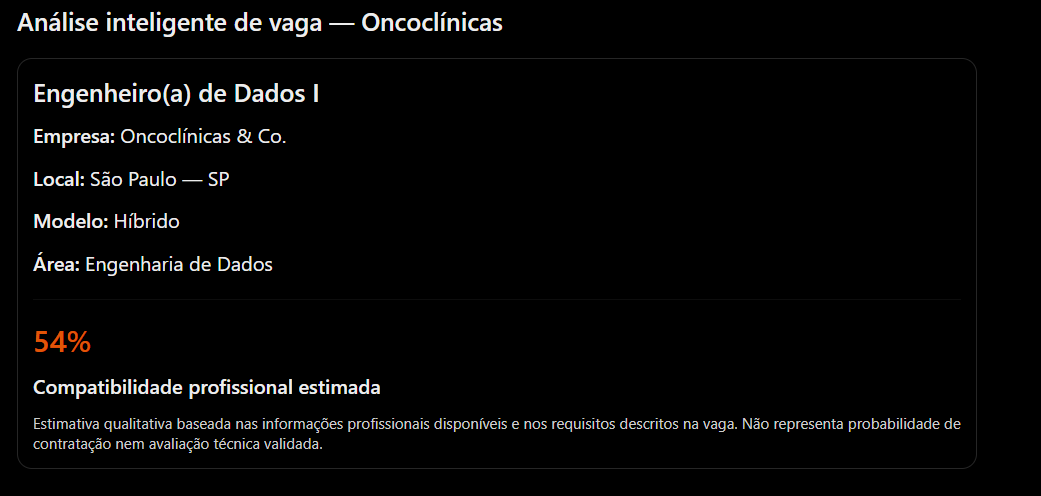 Análise inteligente de vaga — Oncoclínicas
Engenheiro(a) de Dados I
Empresa: Oncoclínicas & Co.
Local: São Paulo — SP
Modelo: Híbrido
Área: Engenharia de Dados
54%
Compatibilidade profissional estimada
Estimativa qualitativa baseada nas informações profissionais disponíveis e nos requisitos descritos na vaga. Não representa probabilidade de
contratação nem avaliação técnica validada.